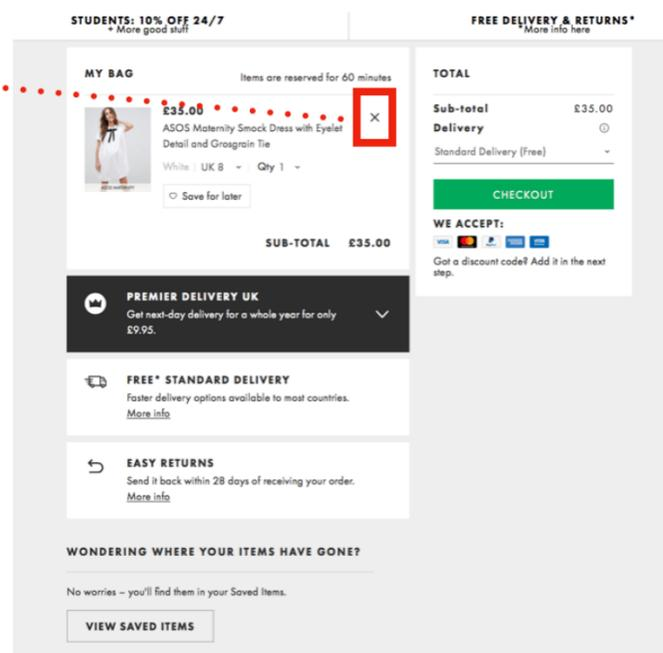 STUDENTS: 10% OFF 24/7
+ More good stuff
FREE DELIVERY & RETURNS*
*More info here
MY BAG
Items are reserved for 60 minutes
£35.00
ASOS Maternity Smock Dress with Eyelet
Detail and Grosgrain Tie
White UK 8 Qty 1
ASOS MATERNITY
Save for later
SUB-TOTAL £35.00
PREMIER DELIVERY UK
Get next-day delivery for a whole year for only
£9.95.
FREE* STANDARD DELIVERY
Faster delivery options available to most countries.
More info
EASY RETURNS
Send it back within 28 days of receiving your order.
More info
WONDERING WHERE YOUR ITEMS HAVE GONE?
No worries – you'll find them in your Saved Items.
VIEW SAVED ITEMS
TOTAL
Sub-total £35.00
Delivery
Standard Delivery (Free)
CHECKOUT
WE ACCEPT:
VISA
Got a discount code? Add it in the next
step.